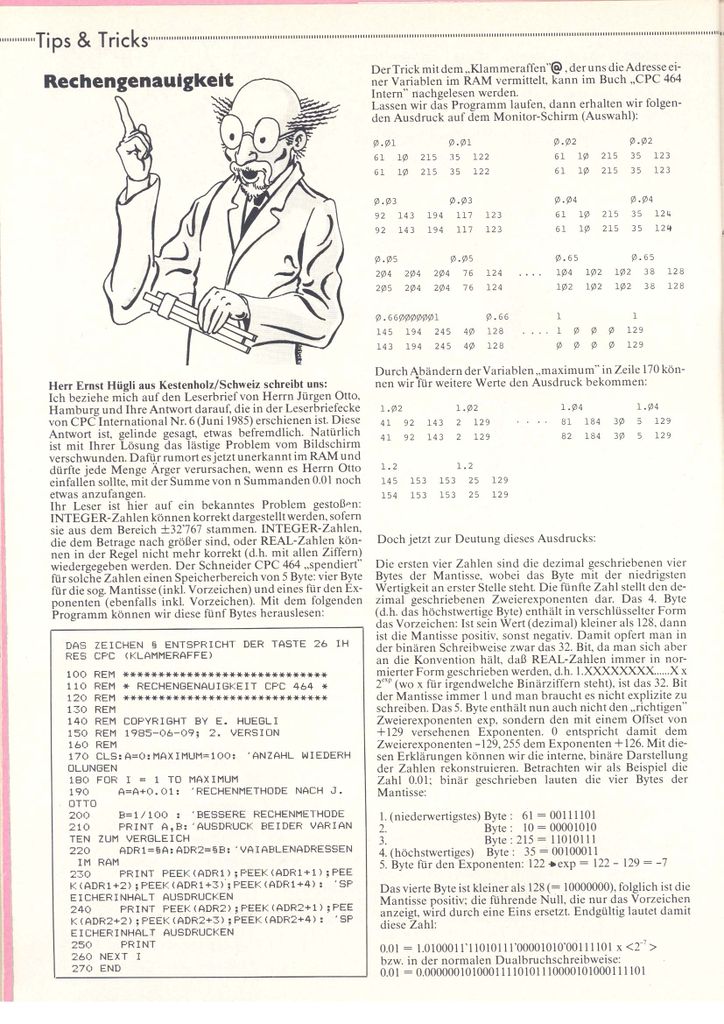 Tips & Tricks
Rechengenauigkeit
Herr Ernst Hügli aus Kestenholz/Schweiz schreibt uns:
Ich beziehe mich auf den Leserbrief von Herrn Jürgen Otto,
Hamburg und Ihre Antwort darauf, die in der Leserbriefecke
von CPC International Nr. 6 (Juni 1985) erschienen ist. Diese
Antwort ist, gelinde gesagt, etwas befremdlich. Natürlich
ist mit Ihrer Lösung das lästige Problem vom Bildschirm
verschwunden. Dafür rumort es jetzt unerkannt im RAM und
dürfte jede Menge Ärger verursachen, wenn es Herrn Otto
einfallen sollte, mit der Summe von n Summanden 0.01 noch
etwas anzufangen.
Ihr Leser ist hier auf ein bekanntes Problem gestoßen:
INTEGER-Zahlen können korrekt dargestellt werden, sofern
sie aus dem Bereich ±32'767 stammen. INTEGER-Zahlen,
die dem Betrage nach größer sind, oder REAL-Zahlen kön-
nen in der Regel nicht mehr korrekt (d.h. mit allen Ziffern)
wiedergegeben werden. Der Schneider CPC 464 „spendiert"
für solche Zahlen einen Speicherbereich von 5 Byte: vier Byte
für die sog. Mantisse (inkl. Vorzeichen) und eines für den Ex-
ponenten (ebenfalls inkl. Vorzeichen). Mit dem folgenden
Programm können wir diese fünf Bytes herauslesen:
DAS ZEICHEN § ENTSPRICHT DER TASTE 26 IH
RES CPC (KLAMMERAFFE)
100 REM *****************************
110 REM * RECHENGENAUIGKEIT CPC 464 *
120 REM *****************************
130 REM
140 REM COPYRIGHT BY E. HUEGLI
150 REM 1985-06-09; 2. VERSION
160 REM
170 CLS:A=0:MAXIMUM=100: 'ANZAHL WIEDERH
OLUNGEN
180 FOR I = 1 TO MAXIMUM
190 A=A+0.01: 'RECHENMETHODE NACH J.
OTTO
200 B=1/100 : 'BESSERE RECHENMETHODE
210 PRINT A,B:'AUSDRUCK BEIDER VARIAN
TEN ZUM VERGLEICH
220 ADR1=§A:ADR2=§B:'VAIABLENADRESSEN
IM RAM
230 PRINT PEEK(ADR1);PEEK(ADR1+1);PEE
K(ADR1+2);PEEK(ADR1+3);PEEK(ADR1+4): 'SP
EICHERINHALT AUSDRUCKEN
240 PRINT PEEK(ADR2);PEEK(ADR2+1);PEE
K(ADR2+2);PEEK(ADR2+3);PEEK(ADR2+4): 'SP
EICHERINHALT AUSDRUCKEN
250 PRINT
260 NEXT I
270 END
Der Trick mit dem „Klammeraffen"@, der uns die Adresse ei-
ner Variablen im RAM vermittelt, kann im Buch „CPC 464
Intern" nachgelesen werden.
Lassen wir das Programm laufen, dann erhalten wir folgen-
den Ausdruck auf dem Monitor-Schirm (Auswahl):
0.01 0.01 0.02 0.02
61 10 215 35 122 61 10 215 35 123
61 10 215 35 122 61 10 215 35 123
0.03 0.03 0.04 0.04
92 143 194 117 123 61 10 215 35 124
92 143 194 117 123 61 10 215 35 124
0.05 0.05 0.65 0.65
204 204 204 76 124 .... 104 102 102 38 128
205 204 204 76 124 102 102 102 38 128
0.660000001 0.66 1 1
145 194 245 40 128 .... 1 0 0 0 129
143 194 245 40 128 0 0 0 0 129
Durch Abändern der Variablen „maximum" in Zeile 170 kön-
nen wir für weitere Werte den Ausdruck bekommen:
1.02 1.02 1.04 1.04
41 92 143 2 129 .... 81 184 30 5 129
41 92 143 2 129 82 184 30 5 129
1.2 1.2
145 153 153 25 129
154 153 153 25 129
Doch jetzt zur Deutung dieses Ausdrucks:
Die ersten vier Zahlen sind die dezimal geschriebenen vier
Bytes der Mantisse, wobei das Byte mit der niedrigsten
Wertigkeit an erster Stelle steht. Die fünfte Zahl stellt den de-
zimal geschriebenen Zweierexponenten dar. Das 4. Byte
(d.h. das höchstwertige Byte) enthält in verschlüsselter Form
das Vorzeichen: Ist sein Wert (dezimal) kleiner als 128, dann
ist die Mantisse positiv, sonst negativ. Damit opfert man in
der binären Schreibweise zwar das 32. Bit, da man sich aber
an die Konvention hält, daß REAL-Zahlen immer in nor-
mierter Form geschrieben werden, d.h. 1.XXXXXXXX.....X x
2exp (wo x für irgendwelche Binärziffern steht), ist das 32. Bit
der Mantisse immer 1 und man braucht es nicht explizite zu
schreiben. Das 5. Byte enthält nun auch nicht den „richtigen"
Zweierexponenten exp, sondern den mit einem Offset von
+129 versehenen Exponenten. 0 entspricht damit dem
Zweierexponenten -129, 255 dem Exponenten +126. Mit die-
sen Erklärungen können wir die interne, binäre Darstellung
der Zahlen rekonstruieren. Betrachten wir als Beispiel die
Zahl 0.01; binär geschrieben lauten die vier Bytes der
Mantisse:
1. (niederwertigstes) Byte : 61 = 00111101
2. Byte : 10 = 00001010
3. Byte : 215 = 11010111
4. (höchstwertiges) Byte : 35 = 00100011
5. Byte für den Exponenten: 122 → exp = 122 - 129 = -7
Das vierte Byte ist kleiner als 128 (= 10000000), folglich ist die
Mantisse positiv; die führende Null, die nur das Vorzeichen
anzeigt, wird durch eine Eins ersetzt. Endgültig lautet damit
diese Zahl:
0.01 = 1.0100011'11010111'00001010'00111101 x <2⁻⁷>
bzw. in der normalen Dualbruchschreibweise:
0.01 = 0.00000010100011110101110000101000111101